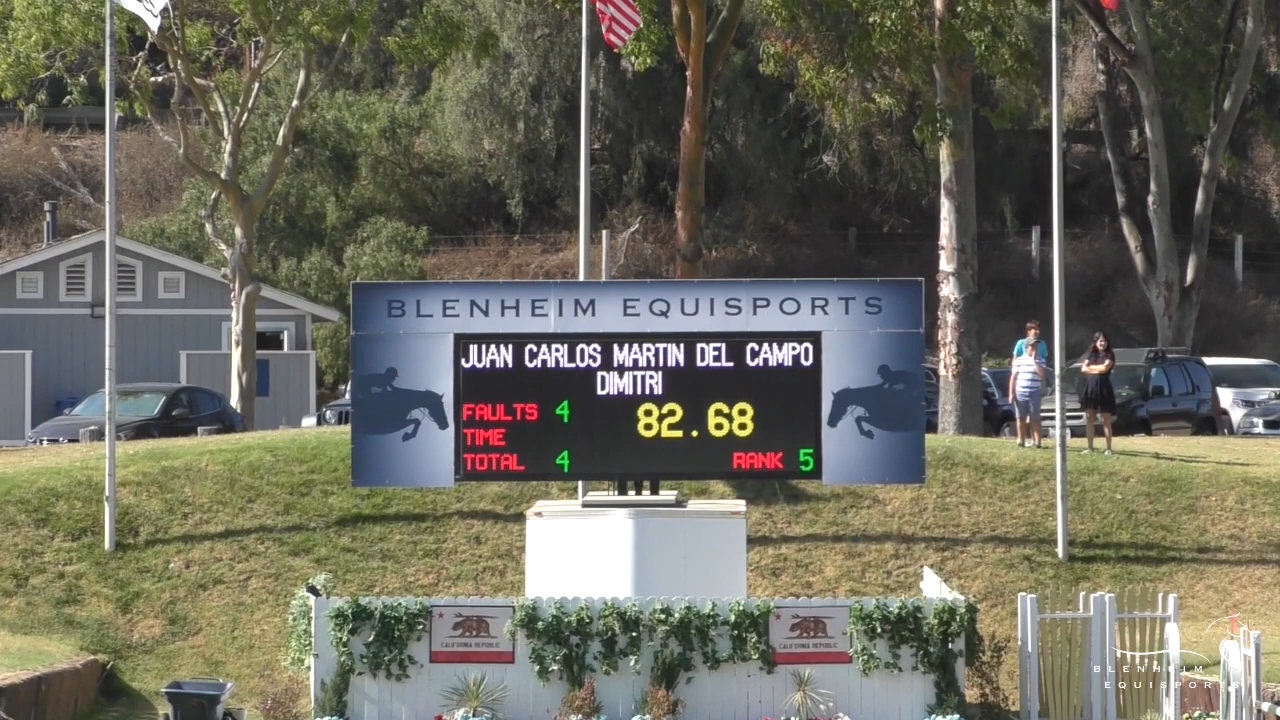 BLENHEIM EQUISPORTS
JUAN CARLOS MARTIN DEL CAMPO
DIMITRI
FAULTS 4 82.68
TIME
TOTAL 4 RANK 5
CALIFORNIA REPUBLIC
CALIFORNIA REPUBLIC
BLENHEIM
EQUISPORTS